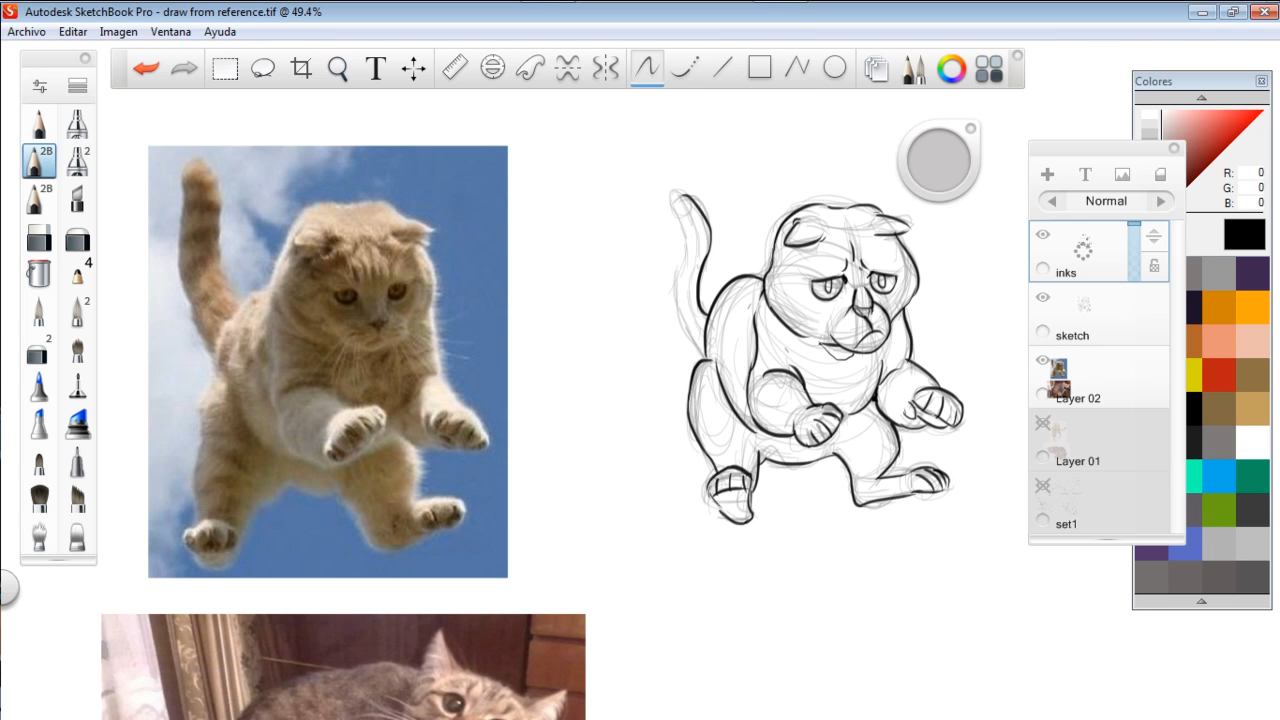 Autodesk SketchBook Pro - draw from reference.tif @ 49.4%
Archivo Editar Imagen Ventana Ayuda
T
2B 2
2B
4
2
2
Colores
R: 0
G: 0
B: 0
T
Normal
inks
sketch
Layer 02
Layer 01
set1